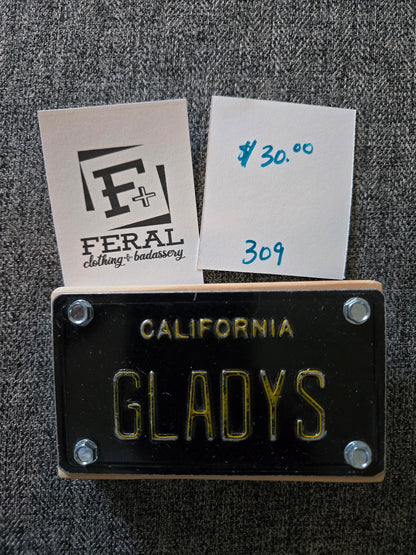 F+
FERAL
clothing + badassery
$30.00
309
CALIFORNIA
GLADYS